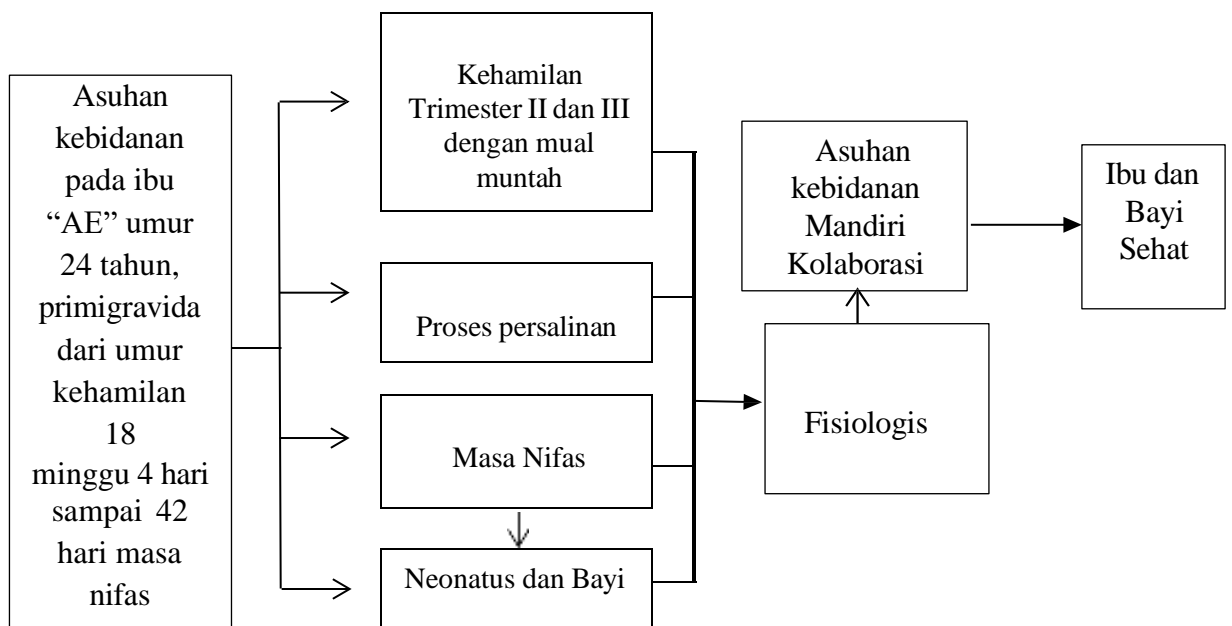 Asuhan
kebidanan
pada ibu
“AE” umur
24 tahun,
primigravida
dari umur
kehamilan
18
minggu 4 hari
sampai 42
hari masa
nifas
Kehamilan
Trimester II dan III
dengan mual
muntah
Proses persalinan
Masa Nifas
Neonatus dan Bayi
Fisiologis
Asuhan
kebidanan
Mandiri
Kolaborasi
Ibu dan
Bayi
Sehat